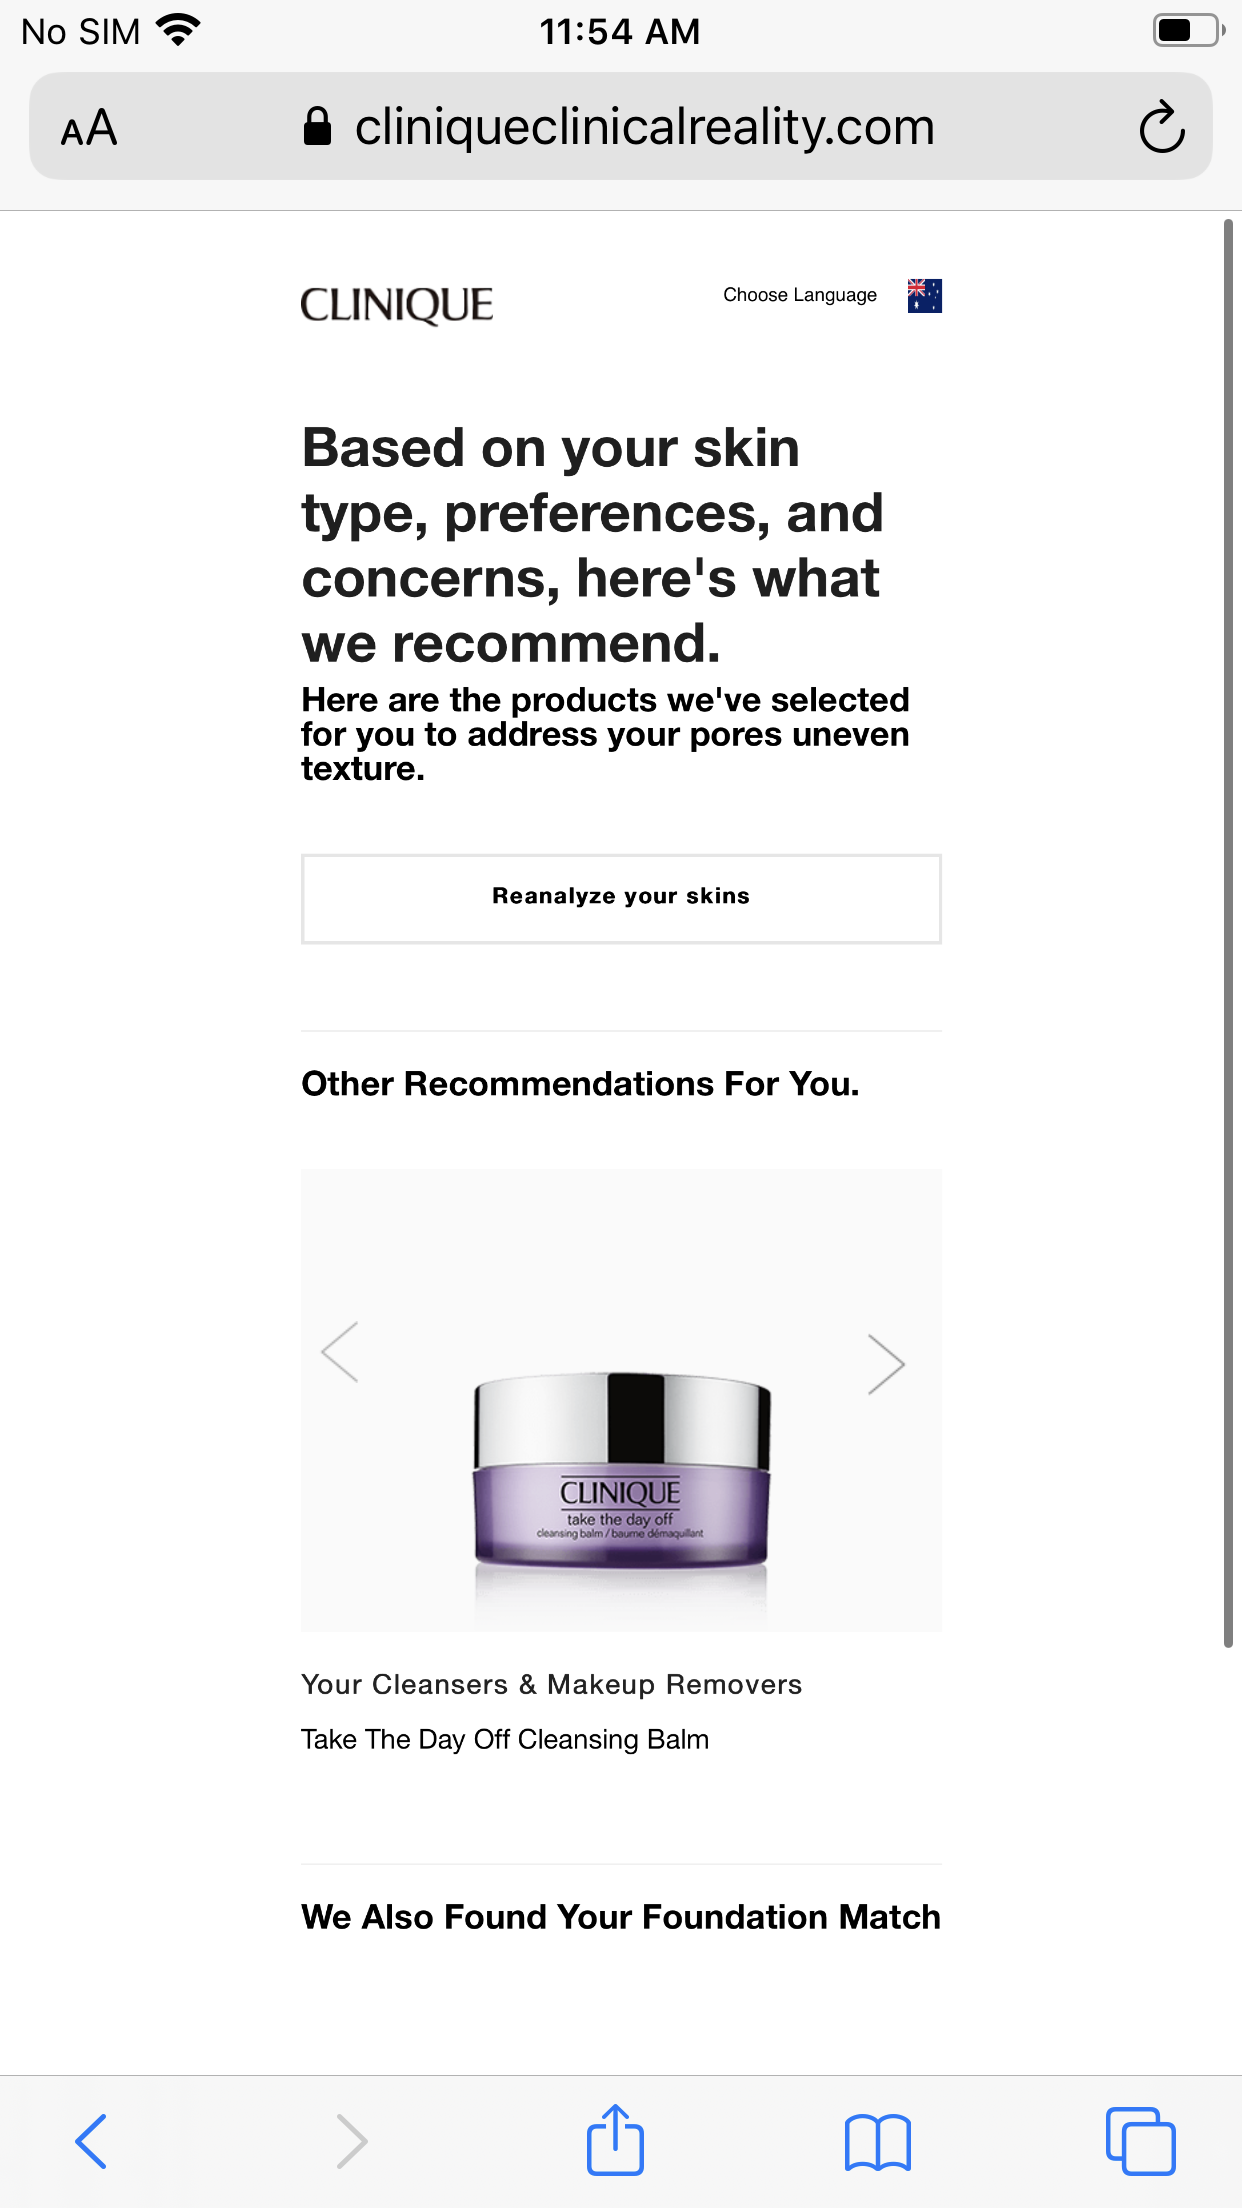 No SIM 11:54 AM
AA cliniqueclinicalreality.com
CLINIQUE Choose Language
Based on your skin
type, preferences, and
concerns, here's what
we recommend.
Here are the products we've selected
for you to address your pores uneven
texture.
Reanalyze your skins
Other Recommendations For You.
CLINIQUE
take the day off
cleansing balm / baume démaquillant
Your Cleansers & Makeup Removers
Take The Day Off Cleansing Balm
We Also Found Your Foundation Match